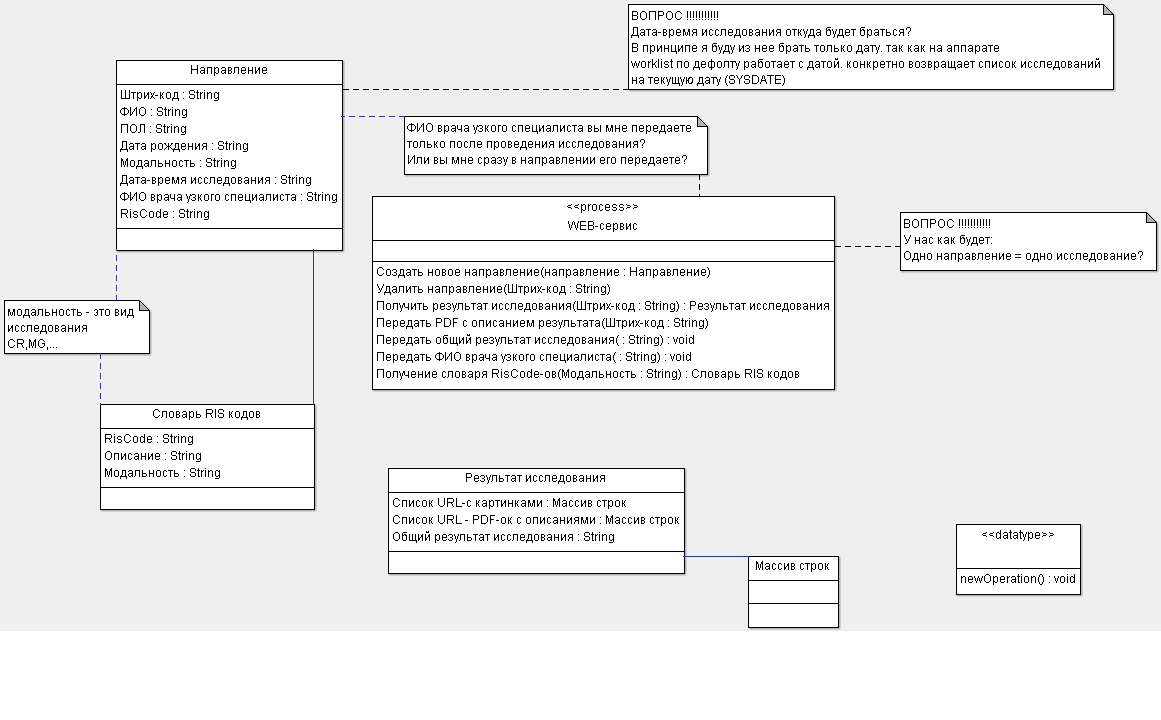 ВОПРОС !!!!!!!!!!!
Дата-время исследования откуда будет браться?
В принципе я буду из нее брать только дату. так как на аппарате
worklist по дефолту работает с датой. конкретно возвращает список исследований
на текущую дату (SYSDATE)
Направление
Штрих-код : String
ФИО : String
ПОЛ : String
Дата рождения : String
Модальность : String
Дата-время исследования : String
ФИО врача узкого специалиста : String
RisCode : String
ФИО врача узкого специалиста вы мне передаете
только после проведения исследования?
Или вы мне сразу в направлении его передаете?
<<process>>
WEB-сервис
Создать новое направление(направление : Направление)
Удалить направление(Штрих-код : String)
Получить результат исследования(Штрих-код : String) : Результат исследования
Передать PDF с описанием результата(Штрих-код : String)
Передать общий результат исследования( : String) : void
Передать ФИО врача узкого специалиста( : String) : void
Получение словаря RisCode-ов(Модальность : String) : Словарь RIS кодов
ВОПРОС !!!!!!!!!!!
У нас как будет:
Одно направление = одно исследование?
модальность - это вид
исследования
CR,MG,...
Словарь RIS кодов
RisCode : String
Описание : String
Модальность : String
Результат исследования
Список URL-с картинками : Массив строк
Список URL - PDF-ок с описаниями : Массив строк
Общий результат исследования : String
Массив строк
<<datatype>>
newOperation() : void